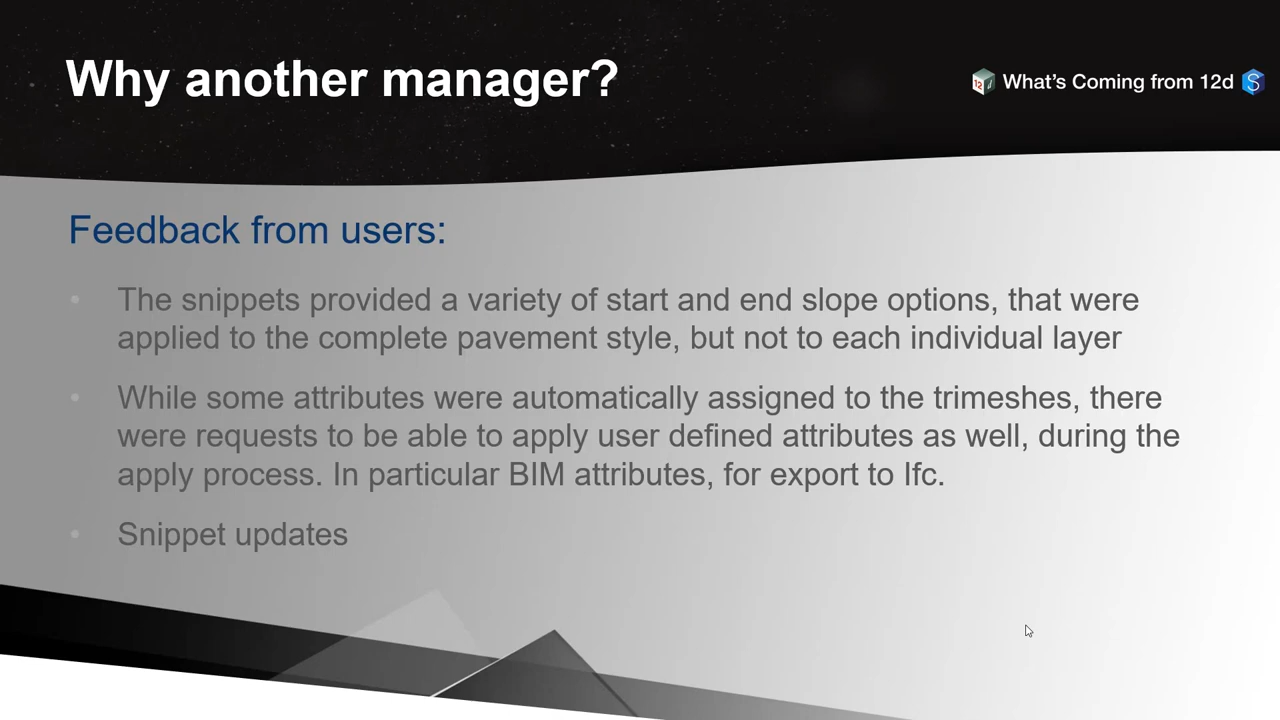 Why another manager?
What's Coming from 12d
Feedback from users:
• The snippets provided a variety of start and end slope options, that were
applied to the complete pavement style, but not to each individual layer
• While some attributes were automatically assigned to the trimeshes, there
were requests to be able to apply user defined attributes as well, during the
apply process. In particular BIM attributes, for export to Ifc.
• Snippet updates